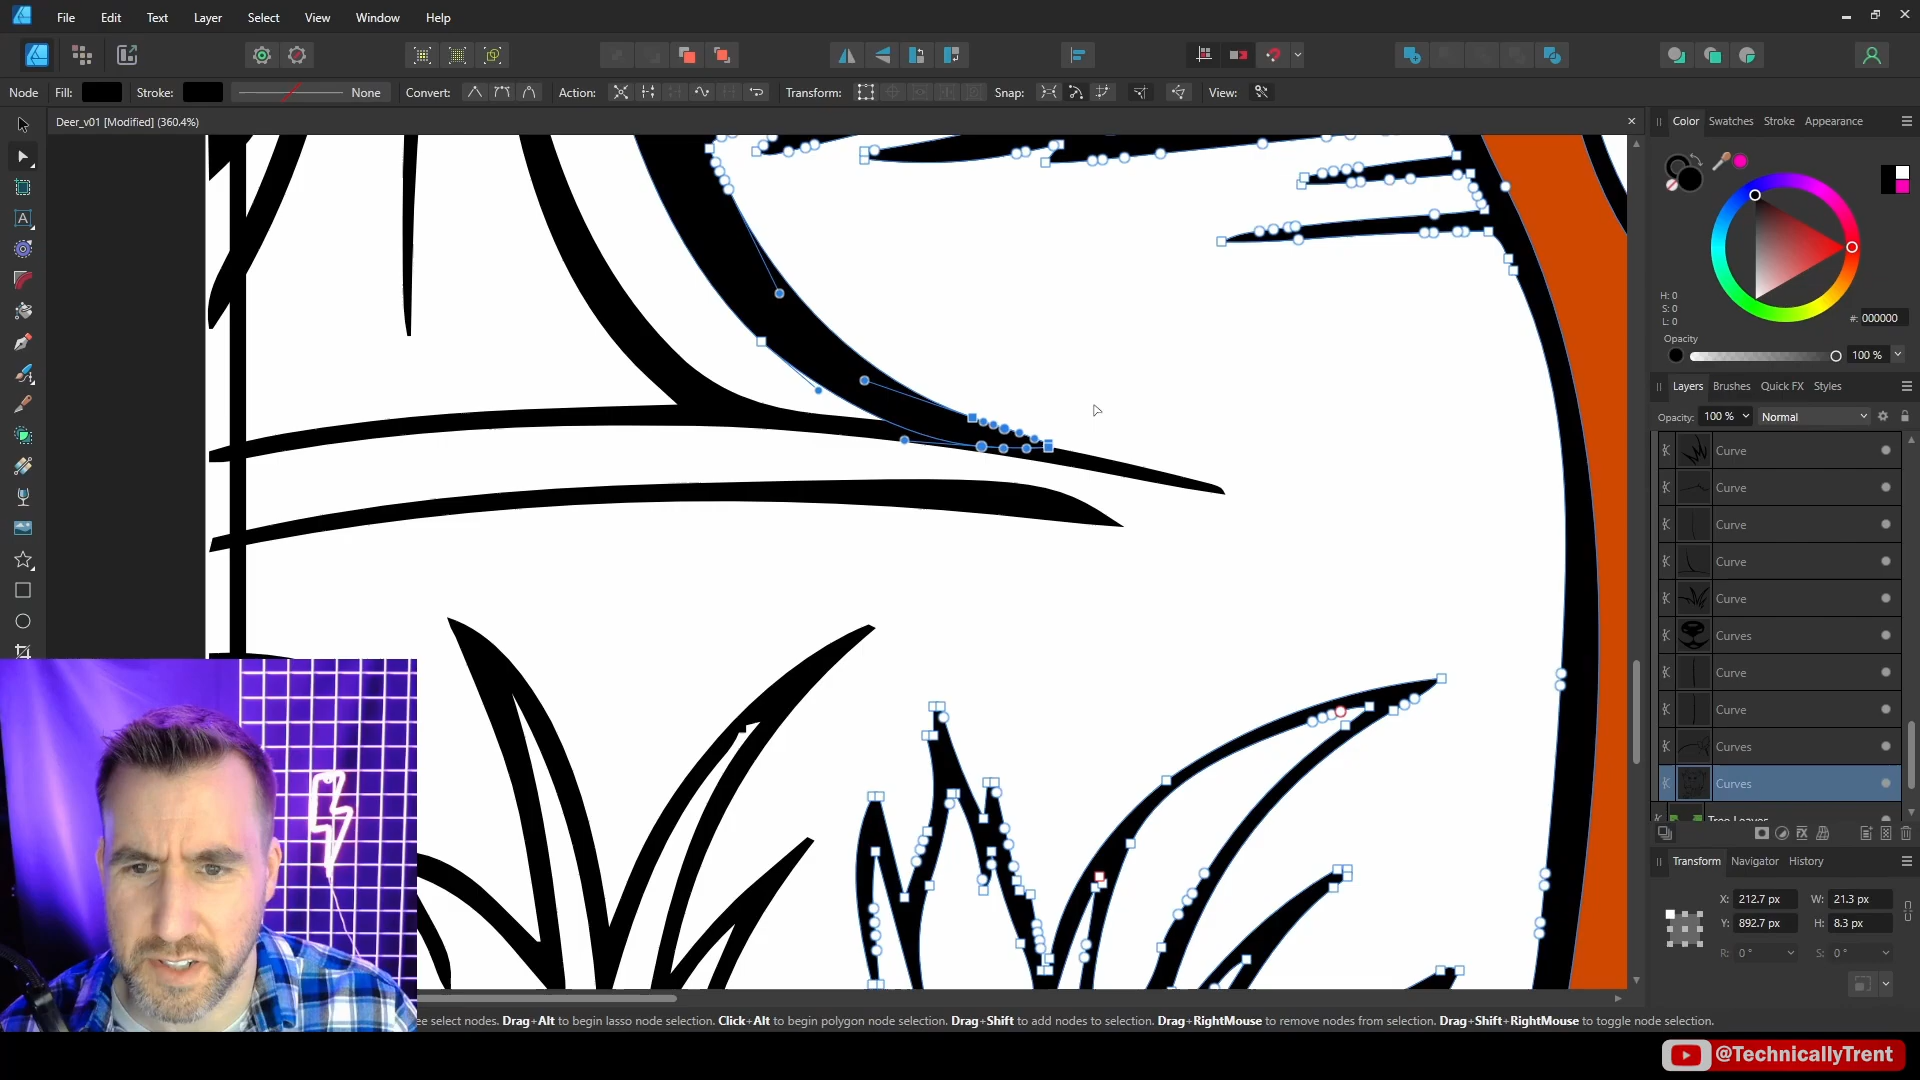 File Edit Text Layer Select View Window Help
Node Fill: Stroke: None Convert: Action: Transform: Snap: View:
Deer_v01 [Modified] (360.4%)
Color Swatches Stroke Appearance
H: 0
S: 0
L: 0
#: 000000
Opacity
100 %
Layers Brushes Quick FX Styles
Opacity: 100 % Normal
Curve
Curve
Curve
Curve
Curve
Curves
Curve
Curve
Curves
Curves
Tree Leaves
Transform Navigator History
X: 212.7 px W: 21.3 px
Y: 892.7 px H: 8.3 px
R: 0 ° S: 0 °
select nodes. Drag+Alt to begin lasso node selection. Click+Alt to begin polygon node selection. Drag+Shift to add nodes to selection. Drag+RightMouse to remove nodes from selection. Drag+Shift+RightMouse to toggle node selection.
@TechnicallyTrent